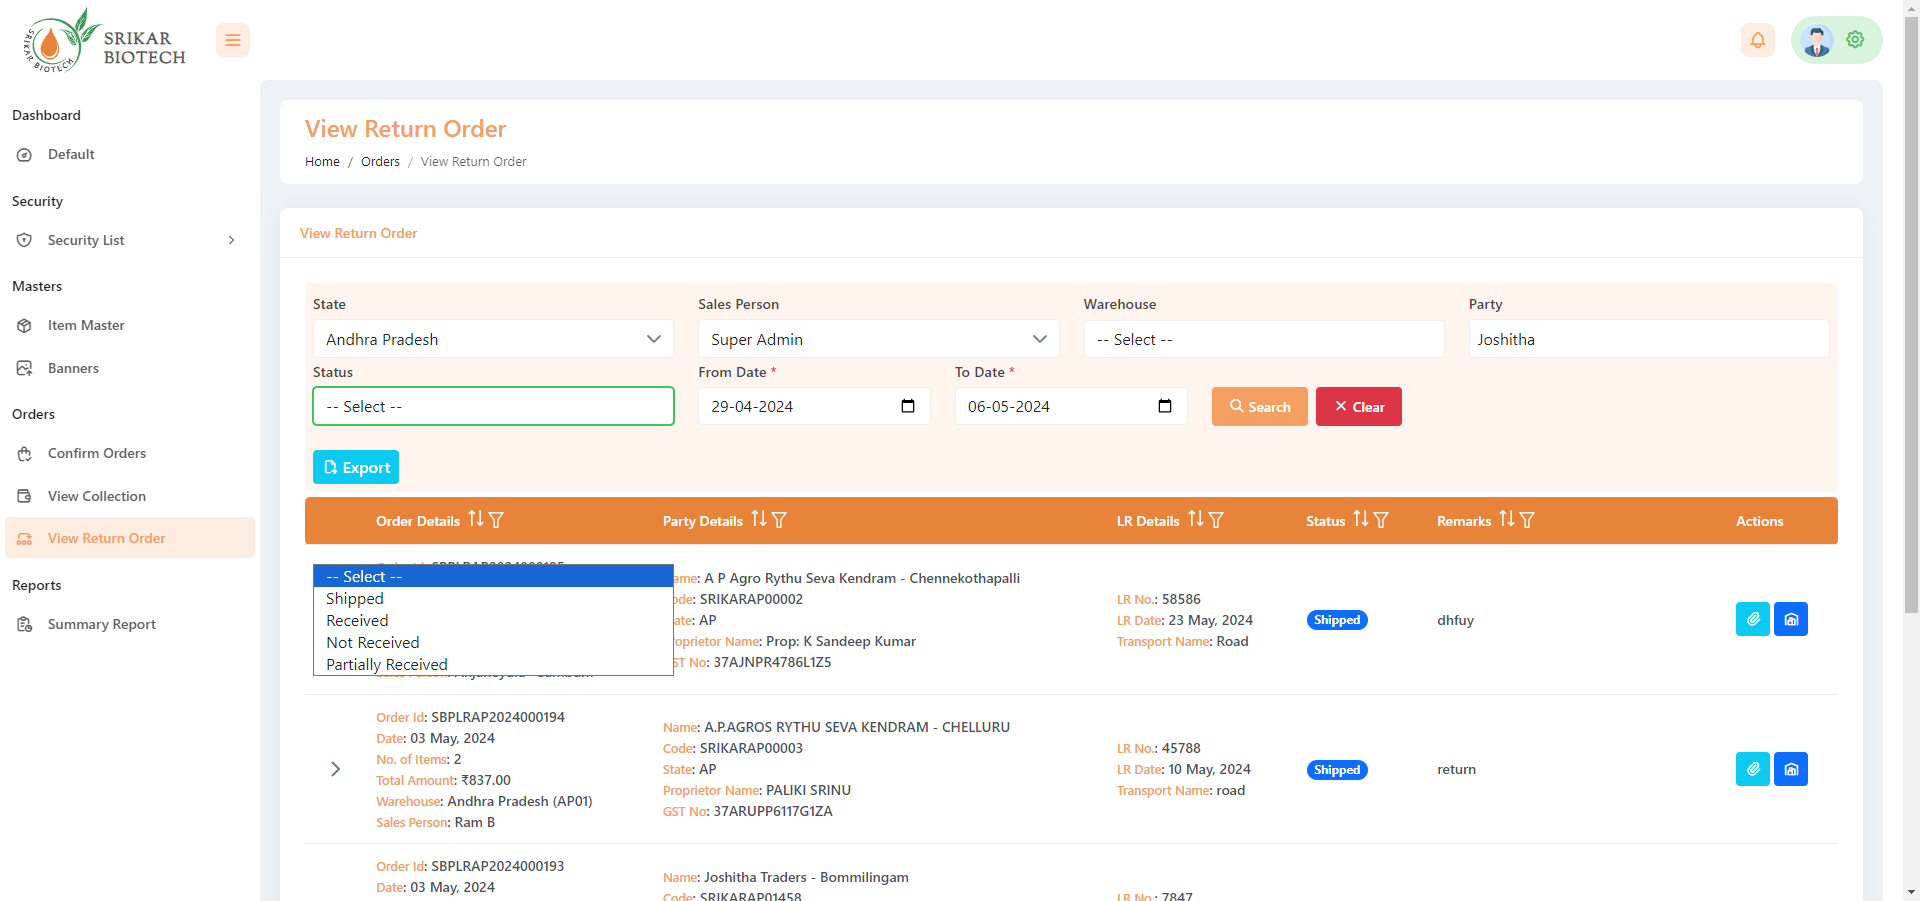 SRIKAR BIOTECH
SRIKAR
BIOTECH
Dashboard
Default
Security
Security List
Masters
Item Master
Banners
Orders
Confirm Orders
View Collection
View Return Order
Reports
Summary Report
View Return Order
Home / Orders / View Return Order
View Return Order
State
Sales Person
Warehouse
Party
Andhra Pradesh
Super Admin
-- Select --
Joshitha
Status
From Date *
To Date *
-- Select --
29-04-2024
06-05-2024
Search
Clear
Export
Order Details
Party Details
LR Details
Status
Remarks
Actions
-- Select --
Shipped
Received
Not Received
Partially Received
ame: A P Agro Rythu Seva Kendram - Chennekothapalli
ode: SRIKARAP00002
ate: AP
oprietor Name: Prop: K Sandeep Kumar
ST No: 37AJNPR4786L1Z5
LR No.: 58586
LR Date: 23 May, 2024
Transport Name: Road
Shipped
dhfuy
Order Id: SBPLRAP2024000194
Date: 03 May, 2024
No. of Items: 2
Total Amount: ₹837.00
Warehouse: Andhra Pradesh (AP01)
Sales Person: Ram B
Name: A.P.AGROS RYTHU SEVA KENDRAM - CHELLURU
Code: SRIKARAP00003
State: AP
Proprietor Name: PALIKI SRINU
GST No: 37ARUPP6117G1ZA
LR No.: 45788
LR Date: 10 May, 2024
Transport Name: road
Shipped
return
Order Id: SBPLRAP2024000193
Date: 03 May, 2024
Name: Joshitha Traders - Bommilingam
Code: SRIKARAP01458
LR No.: 7847